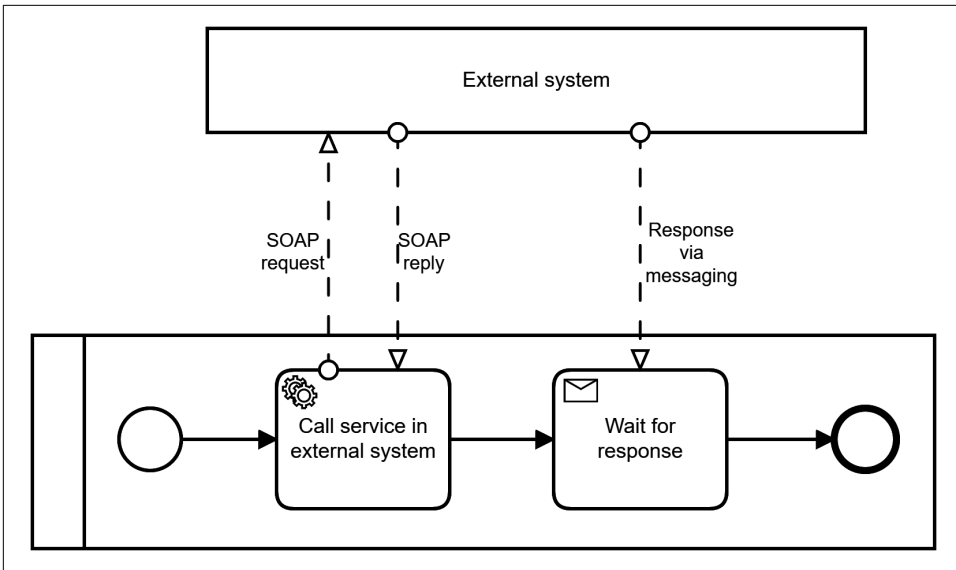 External system
SOAP
request
SOAP
reply
Response
via
messaging
Call service in
external system
Wait for
response